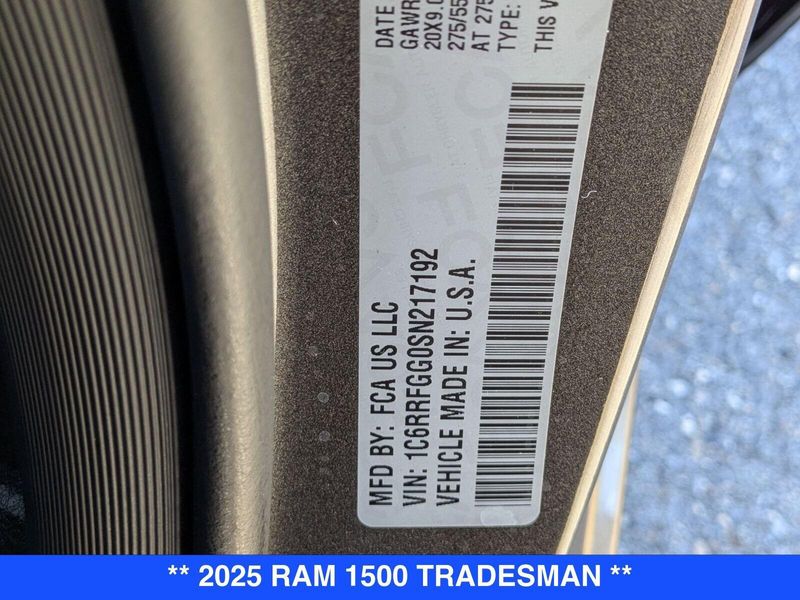 DATE
GAWR
20X9.0
275/55
AT 275
TYPE:
THIS V
MFD BY: FCA US LLC
VIN: 1C6RRFGG0SN217192
VEHICLE MADE IN: U.S.A.
** 2025 RAM 1500 TRADESMAN **